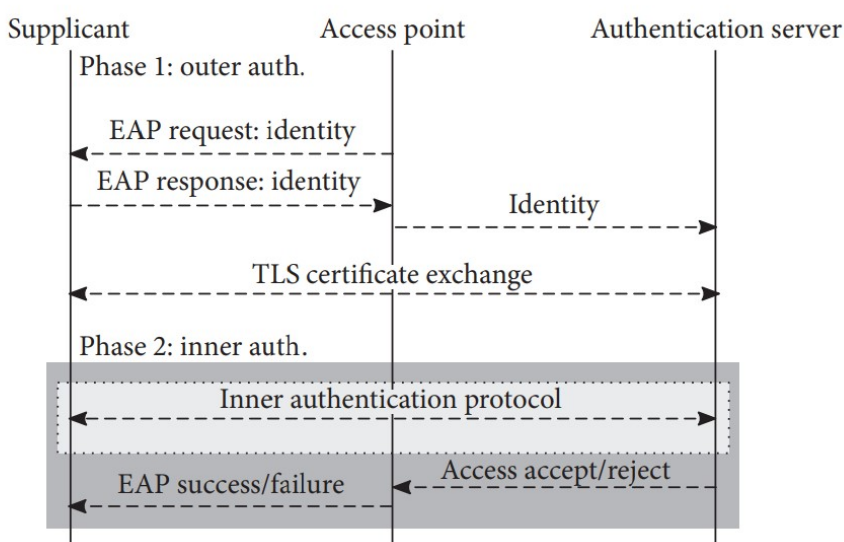 Supplicant
Access point
Authentication server
Phase 1: outer auth.
EAP request: identity
EAP response: identity
Identity
TLS certificate exchange
Phase 2: inner auth.
Inner authentication protocol
Access accept/reject
EAP success/failure